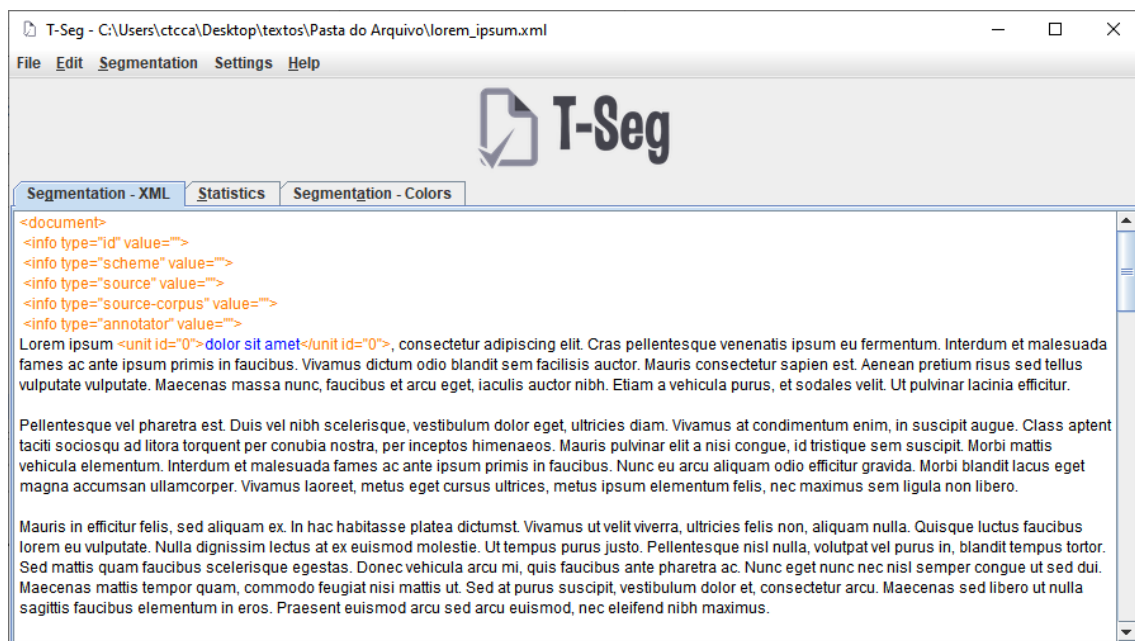 T-Seg - C:\Users\ctcca\Desktop\textos\Pasta do Arquivo\lorem_ipsum.xml
File Edit Segmentation Settings Help
T-Seg
Segmentation - XML Statistics Segmentation - Colors
<document>
<info type="id" value="">
<info type="scheme" value="">
<info type="source" value="">
<info type="source-corpus" value="">
<info type="annotator" value="">
Lorem ipsum <unit id="0">dolor sit amet</unit id="0">, consectetur adipiscing elit. Cras pellentesque venenatis ipsum eu fermentum. Interdum et malesuada
fames ac ante ipsum primis in faucibus. Vivamus dictum odio blandit sem facilisis auctor. Mauris consectetur sapien est. Aenean pretium risus sed tellus
vulputate vulputate. Maecenas massa nunc, faucibus et arcu eget, iaculis auctor nibh. Etiam a vehicula purus, et sodales velit. Ut pulvinar lacinia efficitur.
Pellentesque vel pharetra est. Duis vel nibh scelerisque, vestibulum dolor eget, ultricies diam. Vivamus at condimentum enim, in suscipit augue. Class aptent
taciti sociosqu ad litora torquent per conubia nostra, per inceptos himenaeos. Mauris pulvinar elit a nisi congue, id tristique sem suscipit. Morbi mattis
vehicula elementum. Interdum et malesuada fames ac ante ipsum primis in faucibus. Nunc eu arcu aliquam odio efficitur gravida. Morbi blandit lacus eget
magna accumsan ullamcorper. Vivamus laoreet, metus eget cursus ultrices, metus ipsum elementum felis, nec maximus sem ligula non libero.
Mauris in efficitur felis, sed aliquam ex. In hac habitasse platea dictumst. Vivamus ut velit viverra, ultricies felis non, aliquam nulla. Quisque luctus faucibus
lorem eu vulputate. Nulla dignissim lectus at ex euismod molestie. Ut tempus purus justo. Pellentesque nisl nulla, volutpat vel purus in, blandit tempus tortor.
Sed mattis quam faucibus scelerisque egestas. Donec vehicula arcu mi, quis faucibus ante pharetra ac. Nunc eget nunc nec nisl semper congue ut sed dui.
Maecenas mattis tempor quam, commodo feugiat nisi mattis ut. Sed at purus suscipit, vestibulum dolor et, consectetur arcu. Maecenas sed libero ut nulla
sagittis faucibus elementum in eros. Praesent euismod arcu sed arcu euismod, nec eleifend nibh maximus.